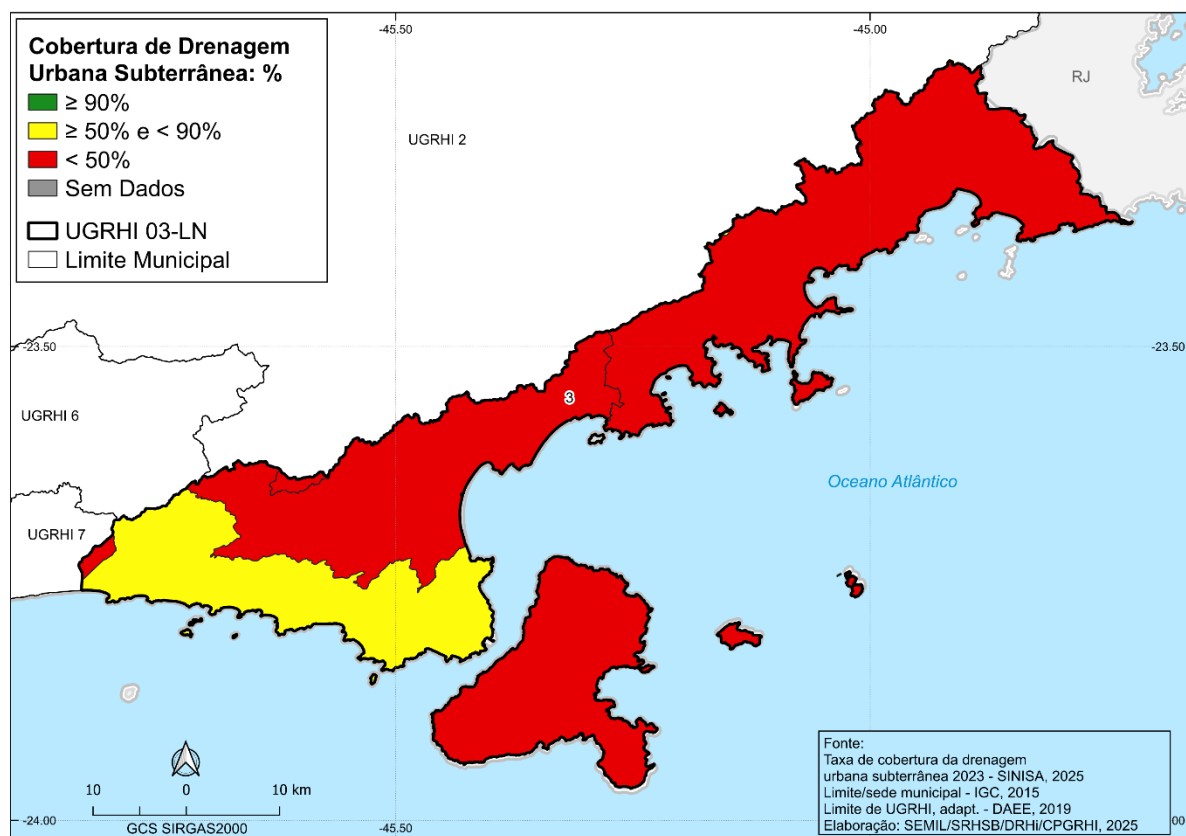 -45.50
-45.00
Cobertura de Drenagem
Urbana Subterrânea: %
≥ 90%
≥ 50% e < 90%
< 50%
Sem Dados
UGRHI 03-LN
Limite Municipal
RJ
UGRHI 2
-23.50
-23.50
3
UGRHI 6
Oceano Atlântico
UGRHI 7
10
0
10 km
GCS SIRGAS2000
-24.00
-45.50
Fonte:
Taxa de cobertura da drenagem
urbana subterrânea 2023 - SINISA, 2025
Limite/sede municipal - IGC, 2015
Limite de UGRHI, adapt. - DAEE, 2019
Elaboração: SEMIL/SRHSB/DRHi/CPGRHI, 2025
00